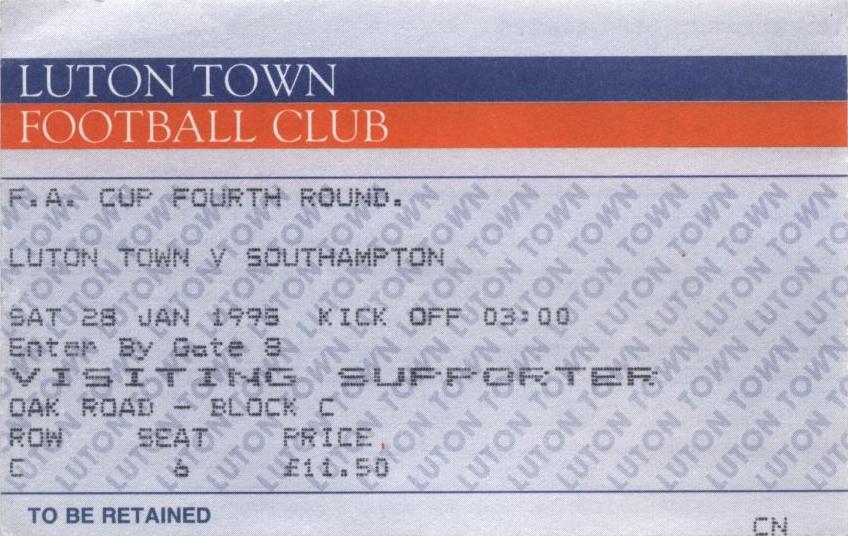 LUTON TOWN
FOOTBALL CLUB
F.A. CUP FOURTH ROUND.
LUTON TOWN V SOUTHAMPTON
SAT 28 JAN 1995 KICK OFF 03:00
Enter By Gate 8
VISITING SUPPORTER
OAK ROAD - BLOCK C
ROW SEAT PRICE
C 6 £11.50
TO BE RETAINED
CN